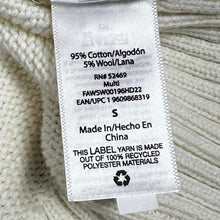 95% Cotton/Algodón
5% Wool/Lana
RN# 52469
Multi
FAWSW00196HD22
EAN/UPC 1 9609868319
S
Made In/Hecho En
China
This LABEL YARN IS MADE
OUT OF 100% RECYCLED
POLYESTER MATERIALS